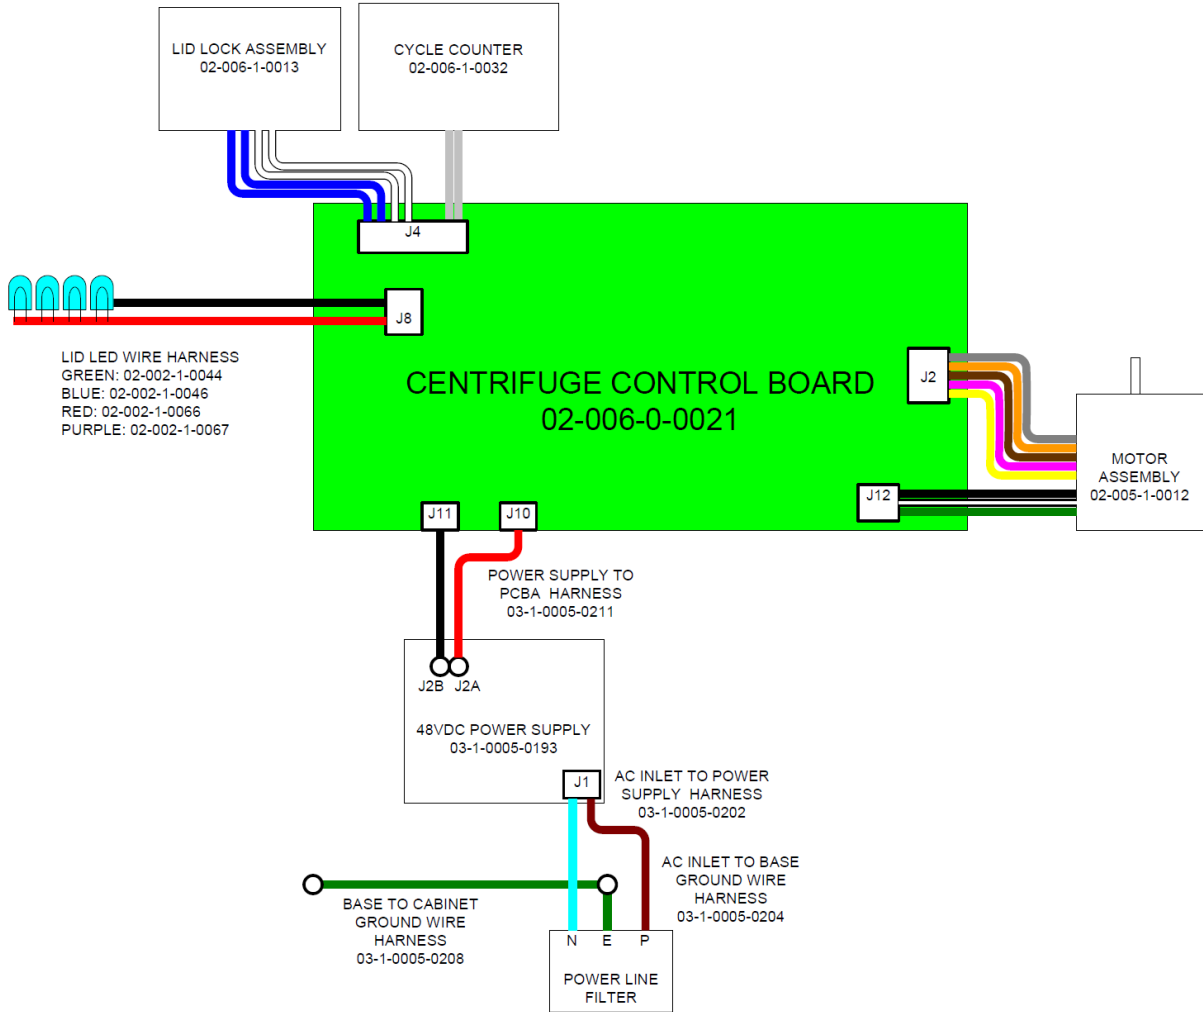 LID LOCK ASSEMBLY
02-006-1-0013
CYCLE COUNTER
02-006-1-0032
J4
J8
LID LED WIRE HARNESS
GREEN: 02-002-1-0044
BLUE: 02-002-1-0046
RED: 02-002-1-0066
PURPLE: 02-002-1-0067
CENTRIFUGE CONTROL BOARD
02-006-0-0021
J2
J12
MOTOR
ASSEMBLY
02-005-1-0012
J11
J10
POWER SUPPLY TO
PCBA HARNESS
03-1-0005-0211
J2B
J2A
48VDC POWER SUPPLY
03-1-0005-0193
J1
AC INLET TO POWER
SUPPLY HARNESS
03-1-0005-0202
AC INLET TO BASE
GROUND WIRE
HARNESS
03-1-0005-0204
BASE TO CABINET
GROUND WIRE
HARNESS
03-1-0005-0208
N
E
P
POWER LINE
FILTER